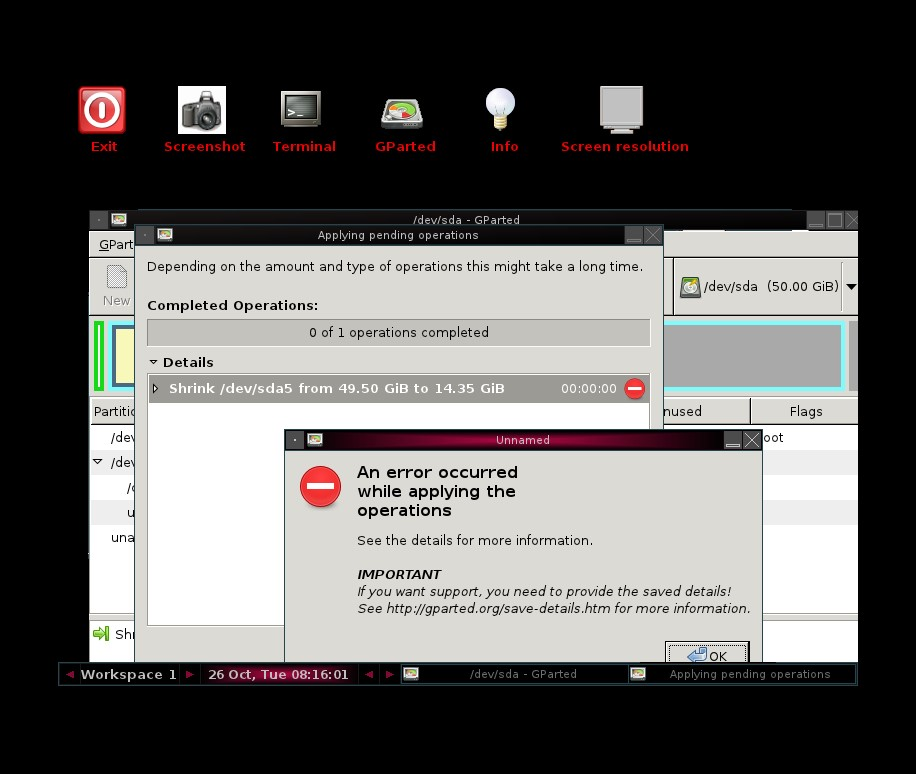 Exit
Screenshot
Terminal
GParted
Info
Screen resolution
/dev/sda - GParted
Applying pending operations
GPart
Depending on the amount and type of operations this might take a long time.
New
/dev/sda (50.00 GiB)
Completed Operations:
0 of 1 operations completed
Details
Shrink /dev/sda5 from 49.50 GiB to 14.35 GiB
00:00:00
Partitio
nused
Flags
/dev
oot
Unnamed
/dev
/d
u
una
An error occurred
while applying the
operations
See the details for more information.
IMPORTANT
If you want support, you need to provide the saved details!
See http://gparted.org/save-details.htm for more information.
Shr
OK
Workspace 1
26 Oct, Tue 08:16:01
/dev/sda - GParted
Applying pending operations